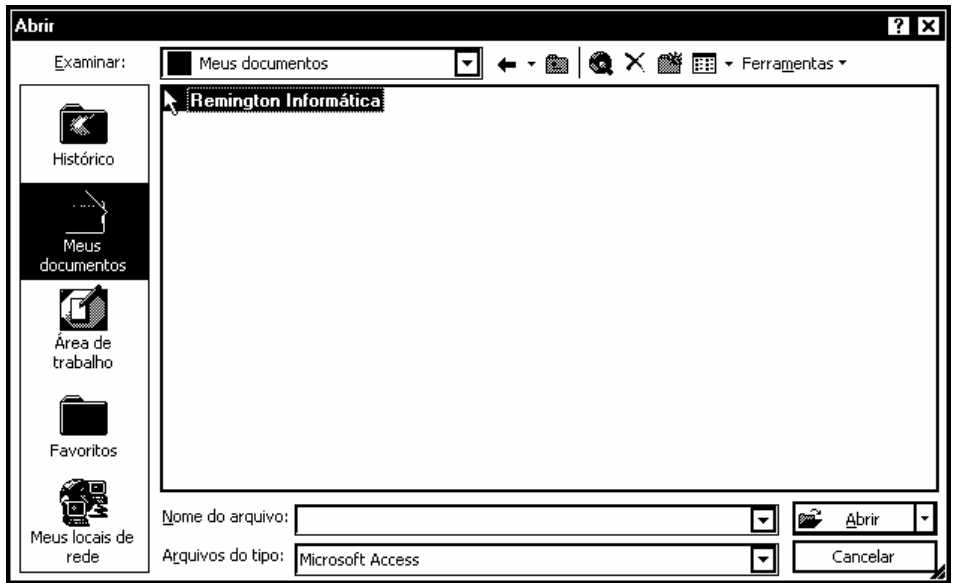 Abrir
Examinar:
Meus documentos
Ferramentas
Remington Informática
Histórico
Meus
documentos
Área de
trabalho
Favoritos
Meus locais de
rede
Nome do arquivo:
Abrir
Arquivos do tipo:
Microsoft Access
Cancelar